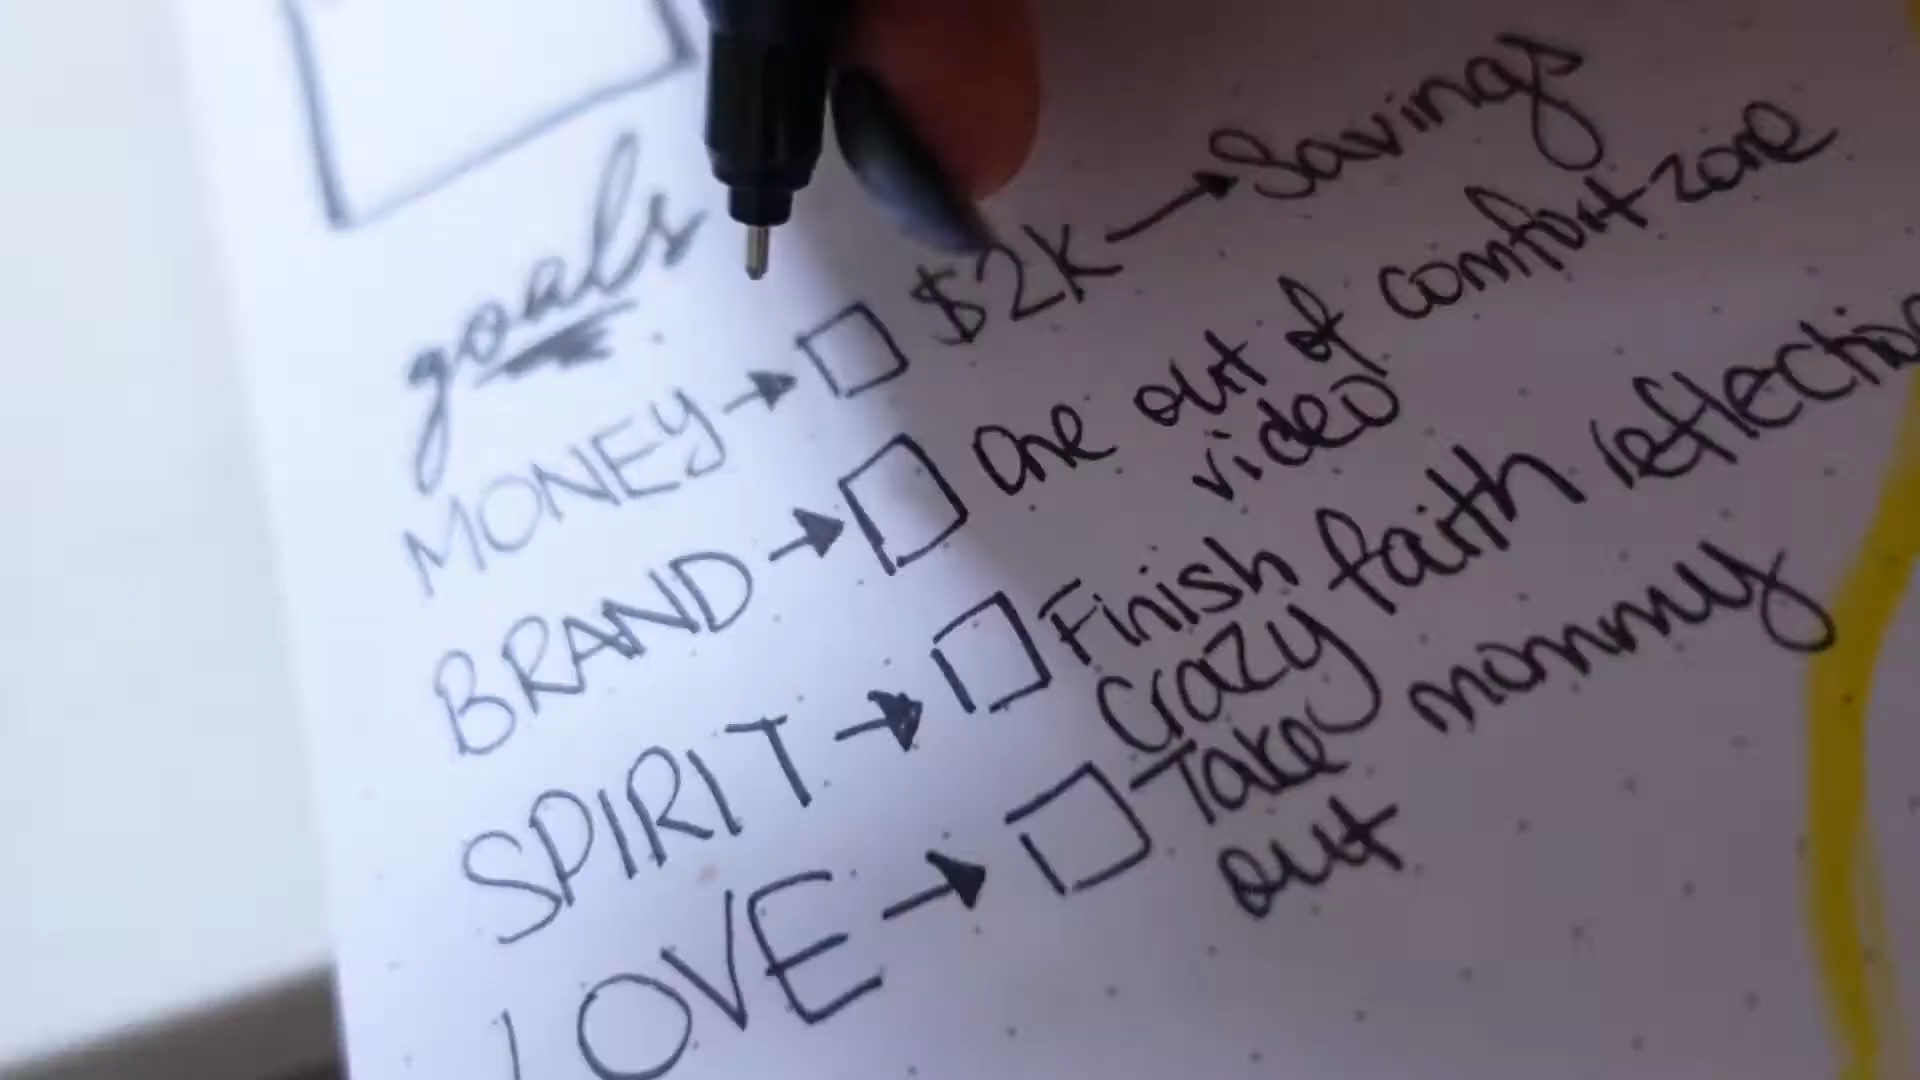 goals
MONEY → □ $2K → Savings
BRAND → □ One out of comfort zone
video
SPIRIT → □ Finish
Crazy faith reflection
LOVE → □ Take mommy
out